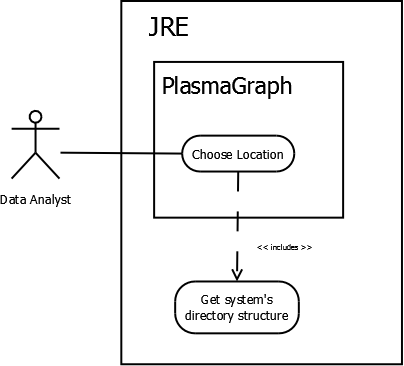 JRE
PlasmaGraph
Choose Location
Data Analyst
<< includes >>
Get system's
directory structure